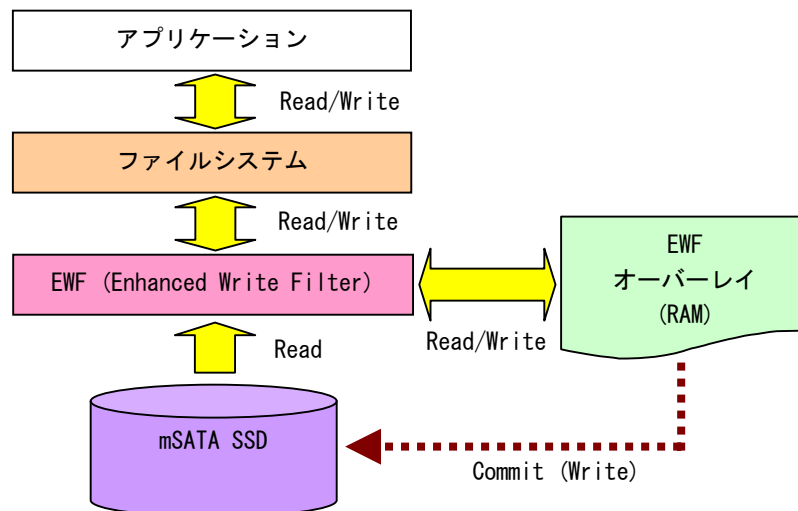 アプリケーション
Read/Write
ファイルシステム
Read/Write
EWF (Enhanced Write Filter)
EWF
オーバーレイ
(RAM)
Read/Write
Read
mSATA SSD
Commit (Write)